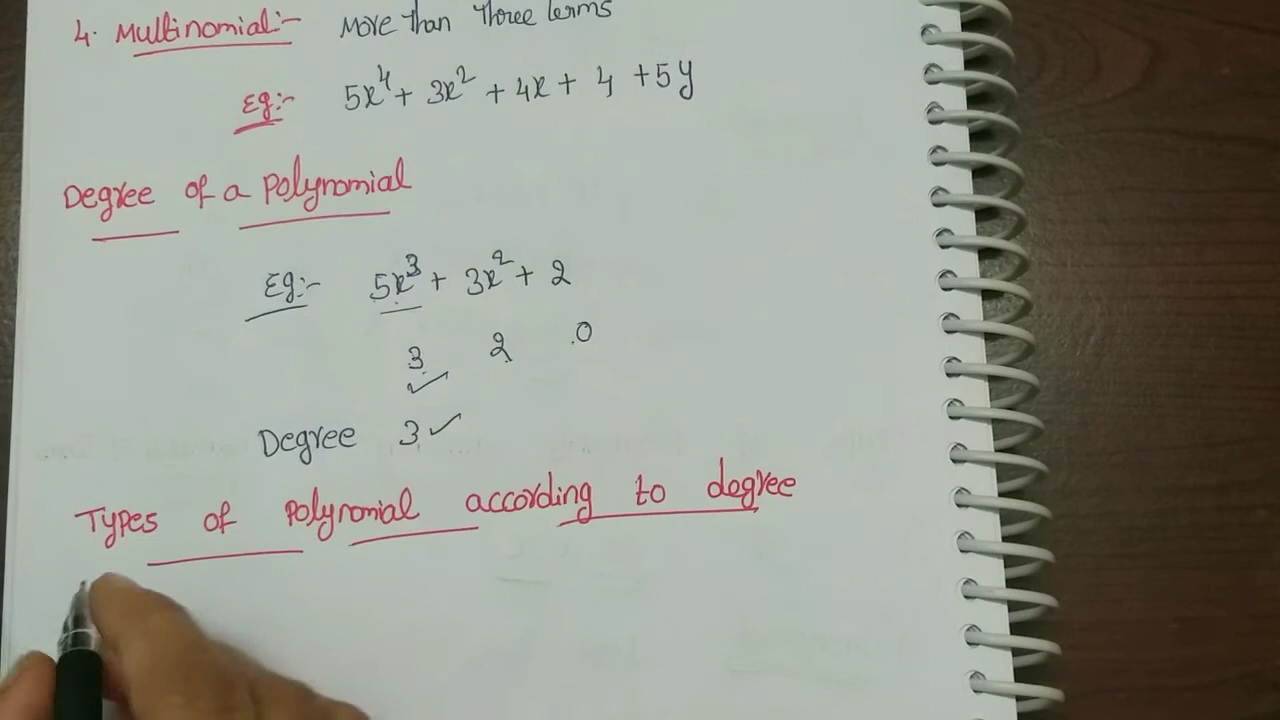 4. Multinomial:- More than three terms
Eg:- 5x⁴ + 3x² + 4x + 4 + 5y
Degree of a polynomial
Eg:- 5x³ + 3x² + 2
3 2 .0
Degree 3 ✓
Types of polynomial according to degree